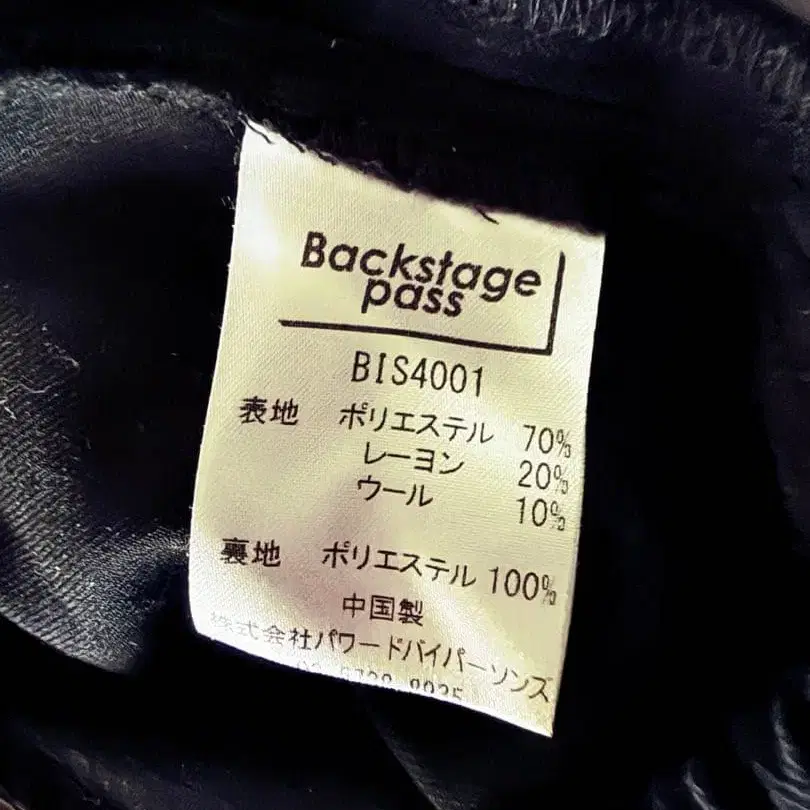 Backstage
pass
BIS4001
表地 ポリエステル 70%
レーヨン 20%
ウール 10%
裏地 ポリエステル 100%
中国製
株式会社パワードバイパーソンズ